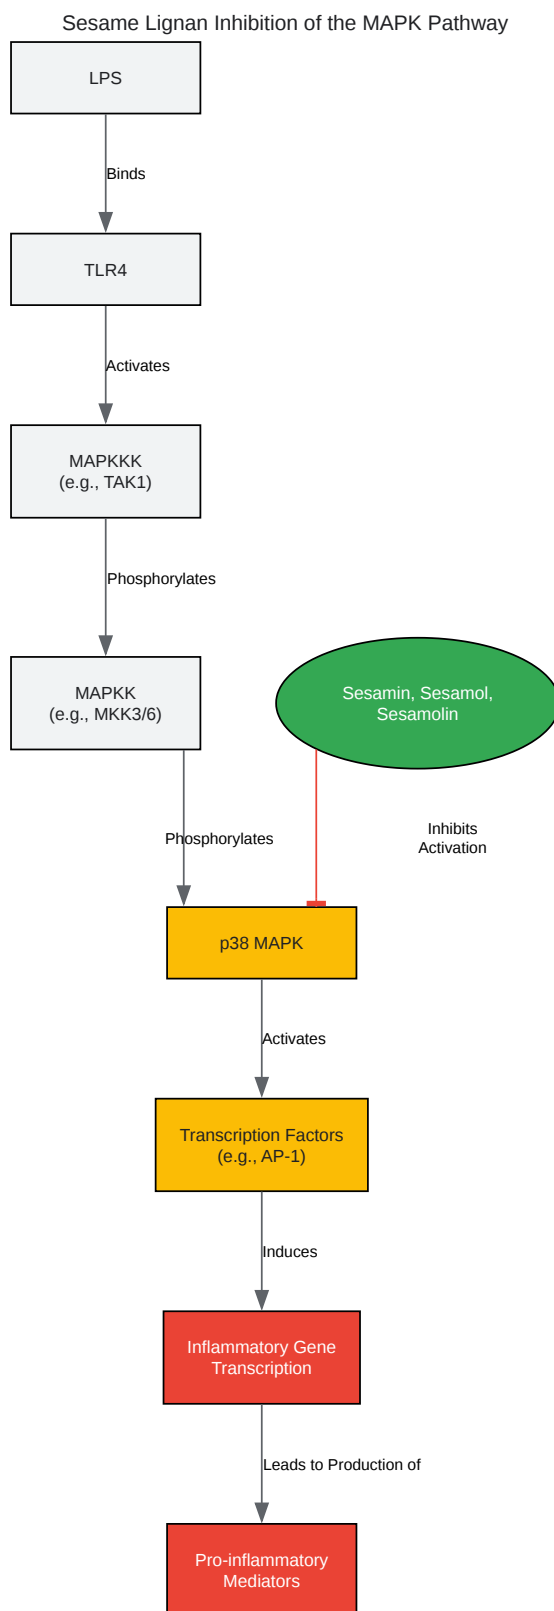 Sesame Lignan Inhibition of the MAPK Pathway
LPS
Binds
TLR4
Activates
MAPKKK
(e.g., TAK1)
Phosphorylates
MAPKK
(e.g., MKK3/6)
Sesamin, Sesamol,
Sesamolin
Phosphorylates
Inhibits
Activation
p38 MAPK
Activates
Transcription Factors
(e.g., AP-1)
Induces
Inflammatory Gene
Transcription
Leads to Production of
Pro-inflammatory
Mediators